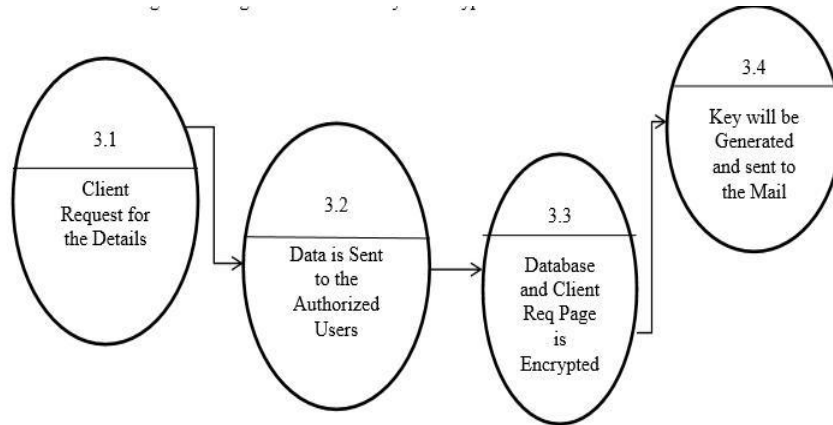 3.1
Client
Request for
the Details
3.2
Data is Sent
to the
Authorized
Users
3.3
Database
and Client
Req Page
is
Encrypted
3.4
Key will be
Generated
and sent to
the Mail